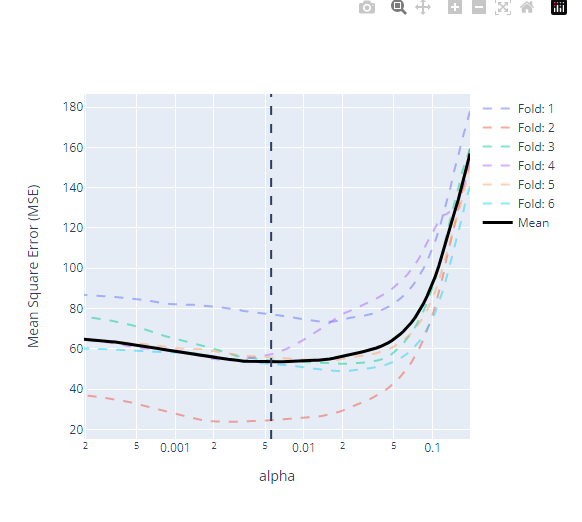 180
160
140
120
100
80
60
40
20
Mean Square Error (MSE)
2 5 0.001 2 5 0.01 2 5 0.1
alpha
Fold: 1
Fold: 2
Fold: 3
Fold: 4
Fold: 5
Fold: 6
Mean